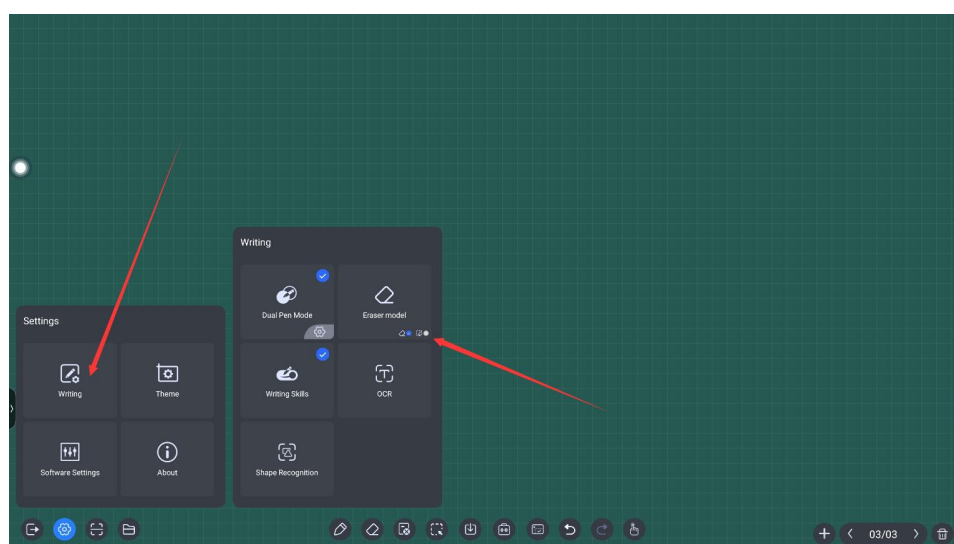 Writing
Dual Pen Mode
Eraser model
Settings
Writing
Theme
Writing Skills
OCR
Software Settings
About
Shape Recognition
03/03